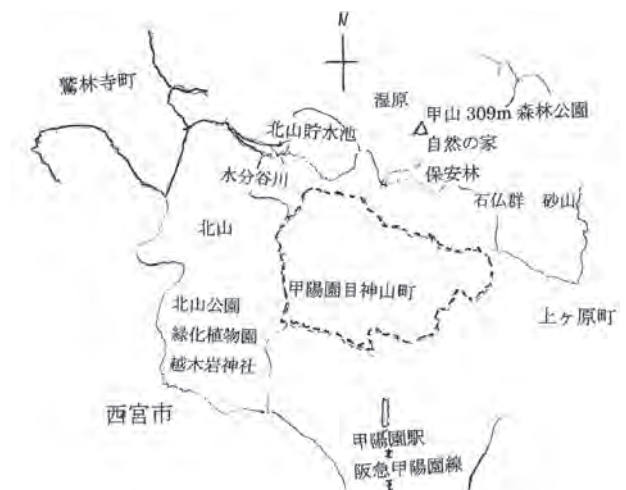 N
鷲林寺町
湿原
甲山 309m 森林公園
自然の家
保安林
北山貯水池
水分谷川
石仏群 砂山
北山
甲陽園目神山町
上ヶ原町
北山公園
緑化植物園
越木岩神社
西宮市
甲陽園駅
阪急甲陽園線